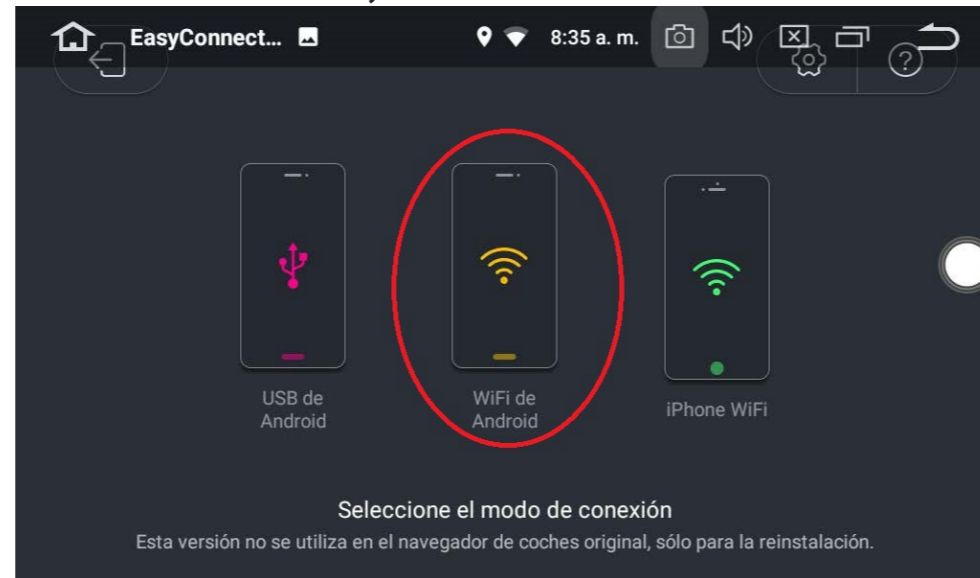 EasyConnect...
8:35 a. m.
?
USB de
Android
WiFi de
Android
iPhone WiFi
Seleccione el modo de conexión
Esta versión no se utiliza en el navegador de coches original, sólo para la reinstalación.